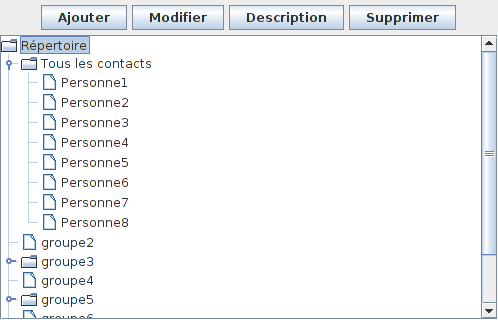 Ajouter Modifier Description Supprimer
Répertoire
Tous les contacts
Personne1
Personne2
Personne3
Personne4
Personne5
Personne6
Personne7
Personne8
groupe2
groupe3
groupe4
groupe5
groupe6